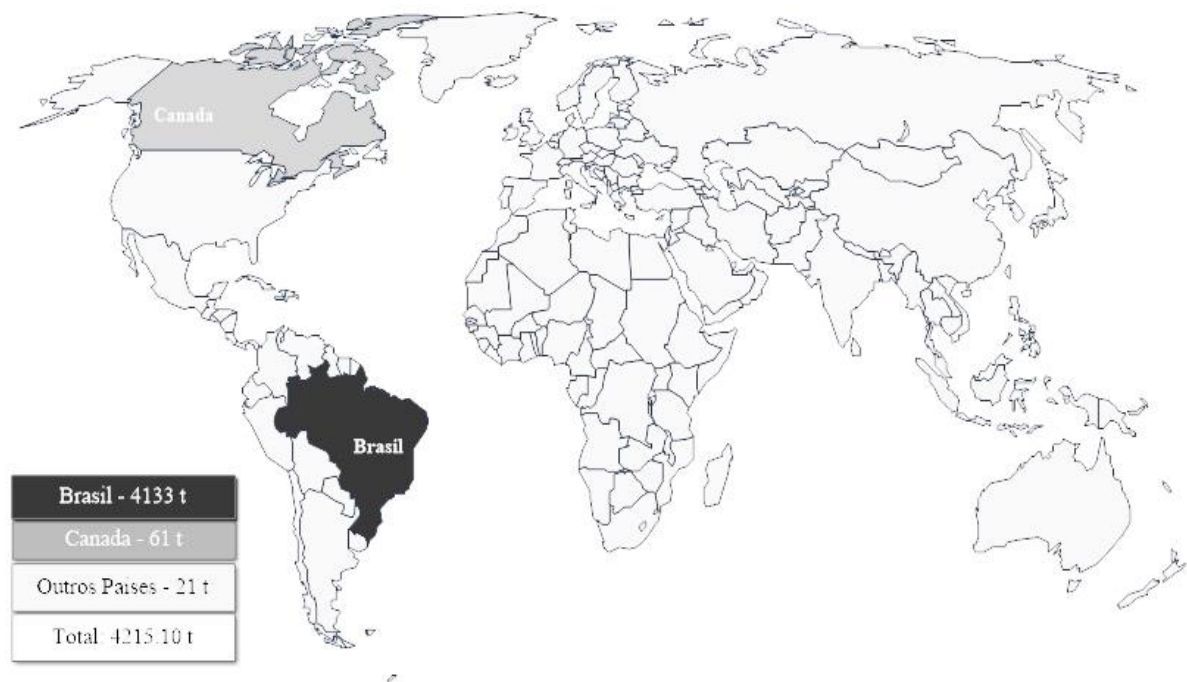 Canada
Brasil
Brasil - 4133 t
Canada - 61 t
Outros Paises - 21 t
Total: 4215.10 t